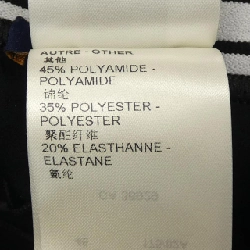 AUTRE - OTHER
其他
45% POLYAMIDE -
POLYAMIDE
锦纶
35% POLYESTER -
POLYESTER
聚酯纤维
20% ELASTHANNE -
ELASTANE
氨纶